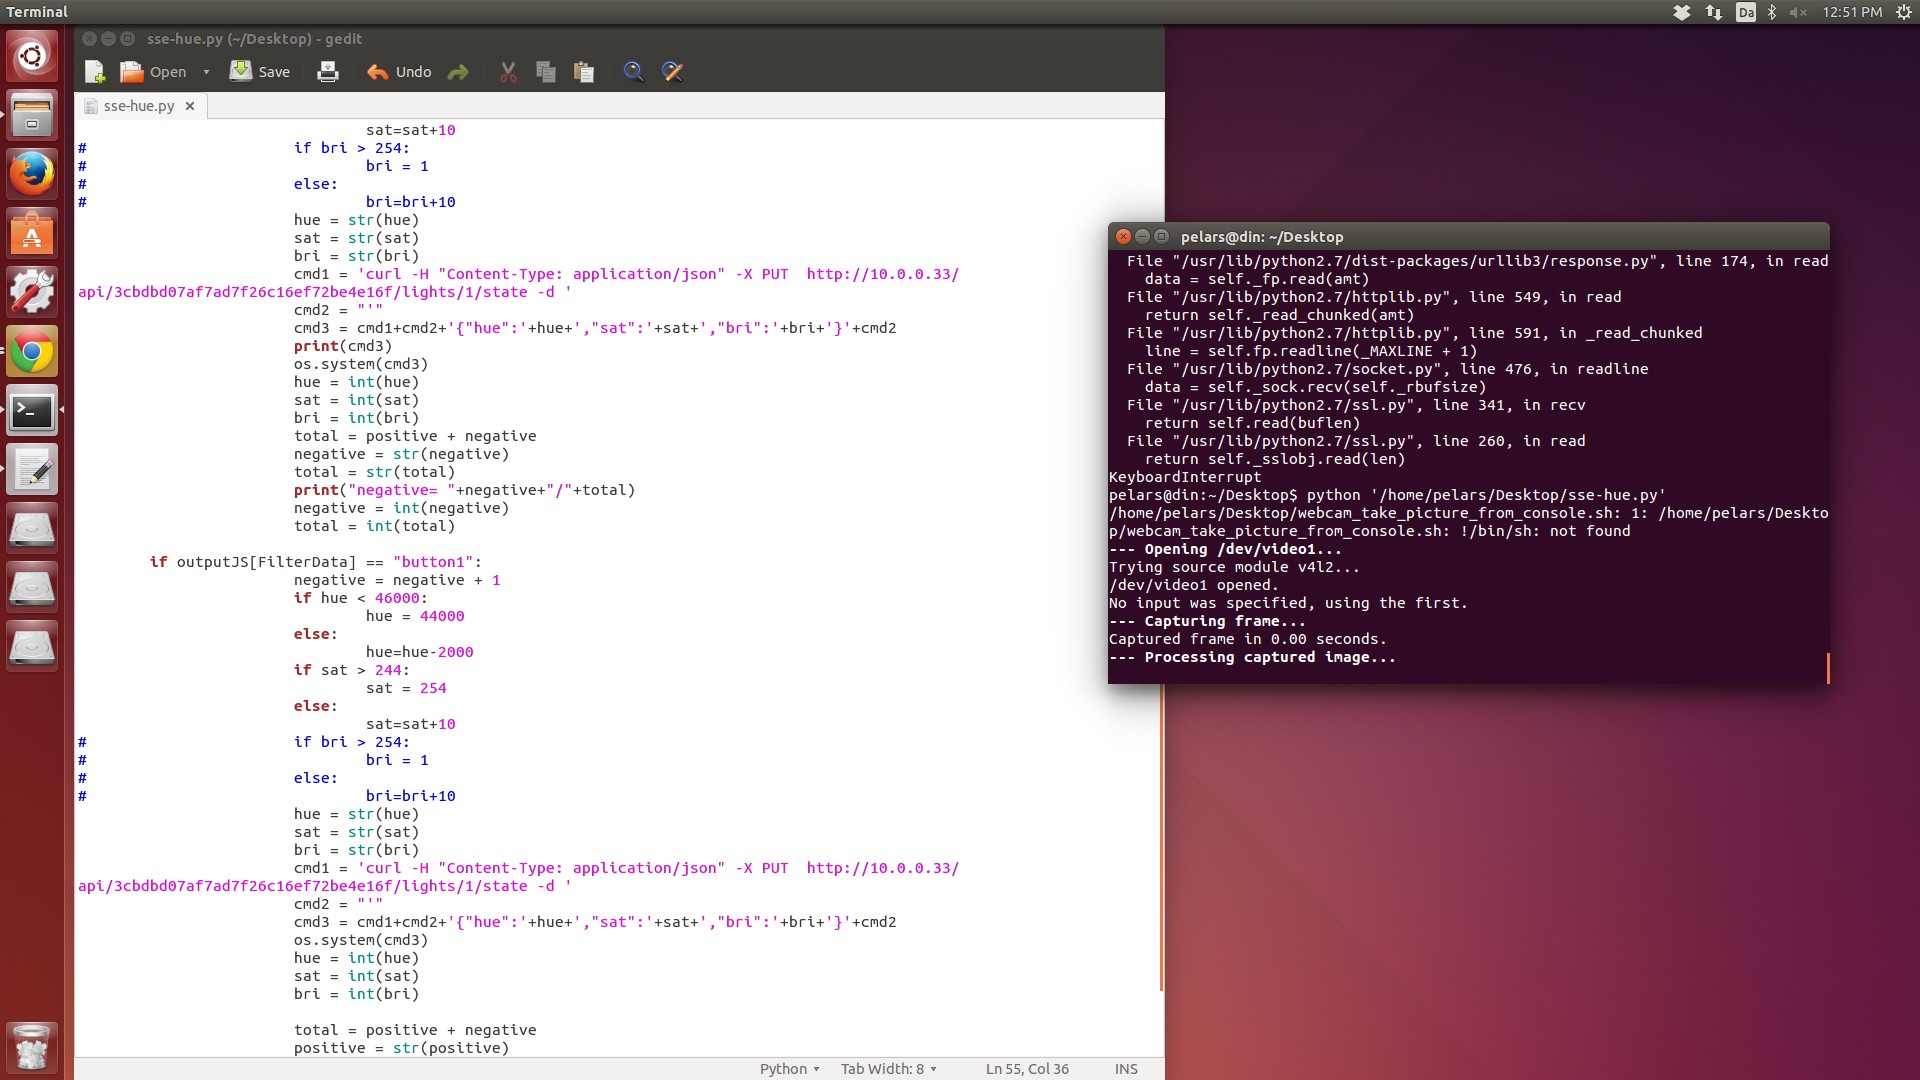 Terminal
Da
12:51 PM
sse-hue.py (~/Desktop) - gedit
Open
Save
Undo
sse-hue.py
sat=sat+10
# if bri > 254:
# bri = 1
# else:
# bri=bri+10
hue = str(hue)
sat = str(sat)
bri = str(bri)
cmd1 = 'curl -H "Content-Type: application/json" -X PUT  http://10.0.0.33/
api/3cbdbd07af7ad7f26c16ef72be4e16f/lights/1/state -d '
cmd2 = "'"
cmd3 = cmd1+cmd2+'{"hue":'+hue+',"sat":'+sat+',"bri":'+bri+'}'+cmd2
print(cmd3)
os.system(cmd3)
hue = int(hue)
sat = int(sat)
bri = int(bri)
total = positive + negative
negative = str(negative)
total = str(total)
print("negative= "+negative+"/"+total)
negative = int(negative)
total = int(total)
if outputJS[FilterData] == "button1":
negative = negative + 1
if hue < 46000:
hue = 44000
else:
hue=hue-2000
if sat > 244:
sat = 254
else:
sat=sat+10
# if bri > 254:
# bri = 1
# else:
# bri=bri+10
hue = str(hue)
sat = str(sat)
bri = str(bri)
cmd1 = 'curl -H "Content-Type: application/json" -X PUT  http://10.0.0.33/
api/3cbdbd07af7ad7f26c16ef72be4e16f/lights/1/state -d '
cmd2 = "'"
cmd3 = cmd1+cmd2+'{"hue":'+hue+',"sat":'+sat+',"bri":'+bri+'}'+cmd2
os.system(cmd3)
hue = int(hue)
sat = int(sat)
bri = int(bri)
total = positive + negative
positive = str(positive)
Python
Tab Width: 8
Ln 55, Col 36
INS
pelars@din: ~/Desktop
File "/usr/lib/python2.7/dist-packages/urllib3/response.py", line 174, in read
data = self._fp.read(amt)
File "/usr/lib/python2.7/httplib.py", line 549, in read
return self._read_chunked(amt)
File "/usr/lib/python2.7/httplib.py", line 591, in _read_chunked
line = self.fp.readline(_MAXLINE + 1)
File "/usr/lib/python2.7/socket.py", line 476, in readline
data = self._sock.recv(self._rbufsize)
File "/usr/lib/python2.7/ssl.py", line 341, in recv
return self.read(buflen)
File "/usr/lib/python2.7/ssl.py", line 260, in read
return self._sslobj.read(len)
KeyboardInterrupt
pelars@din:~/Desktop$ python '/home/pelars/Desktop/sse-hue.py'
/home/pelars/Desktop/webcam_take_picture_from_console.sh: 1: /home/pelars/Deskto
p/webcam_take_picture_from_console.sh: !/bin/sh: not found
--- Opening /dev/video1...
Trying source module v4l2...
/dev/video1 opened.
No input was specified, using the first.
--- Capturing frame...
Captured frame in 0.00 seconds.
--- Processing captured image...